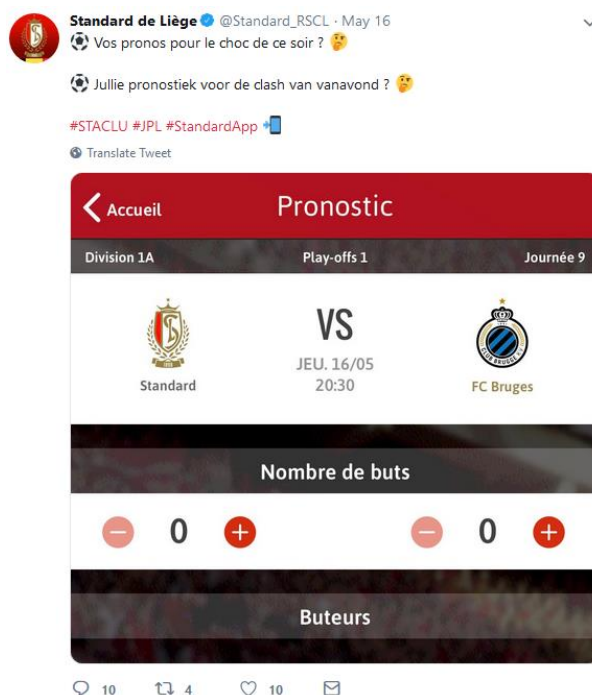 Standard de Liège @Standard_RSCL · May 16
Vos pronos pour le choc de ce soir ?
Jullie pronostiek voor de clash van vanavond ?
#STACLU #JPL #StandardApp
Translate Tweet
Accueil Pronostic
Division 1A Play-offs 1 Journée 9
VS
JEU. 16/05
Standard 20:30 FC Bruges
CLUB BRUGGE K.V.
Nombre de buts
− 0 + − 0 +
Buteurs
10 4 10